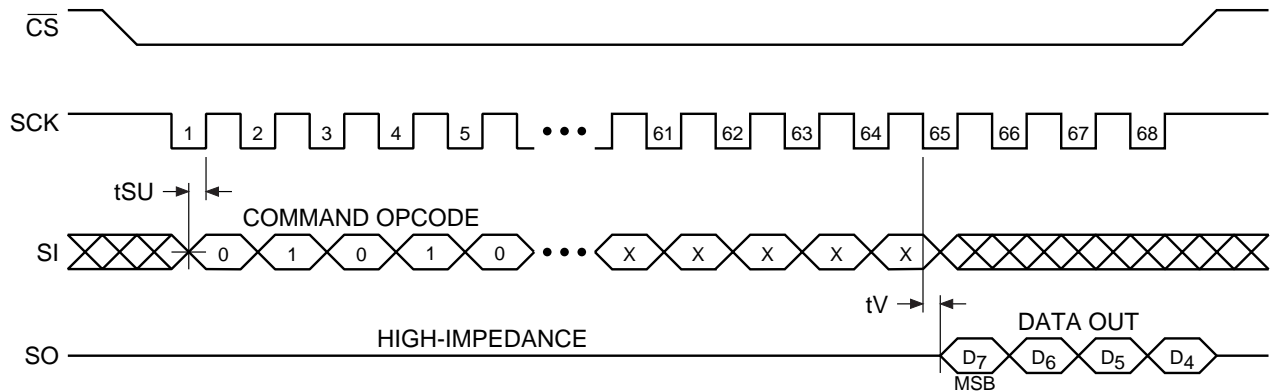 CS
SCK 1 2 3 4 5 ••• 61 62 63 64 65 66 67 68
tSU
COMMAND OPCODE
SI 0 1 0 1 0 ••• X X X X X
tV
HIGH-IMPEDANCE DATA OUT
SO D7 D6 D5 D4
MSB